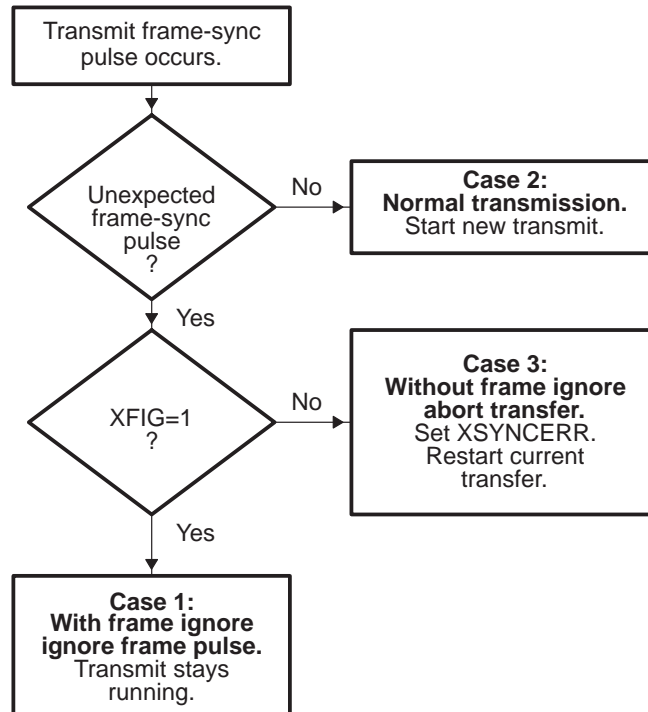 Transmit frame-sync
pulse occurs.
Unexpected
frame-sync
pulse
?
No
Case 2:
Normal transmission.
Start new transmit.
Yes
XFIG=1
?
No
Case 3:
Without frame ignore
abort transfer.
Set XSYNCERR.
Restart current
transfer.
Yes
Case 1:
With frame ignore
ignore frame pulse.
Transmit stays
running.